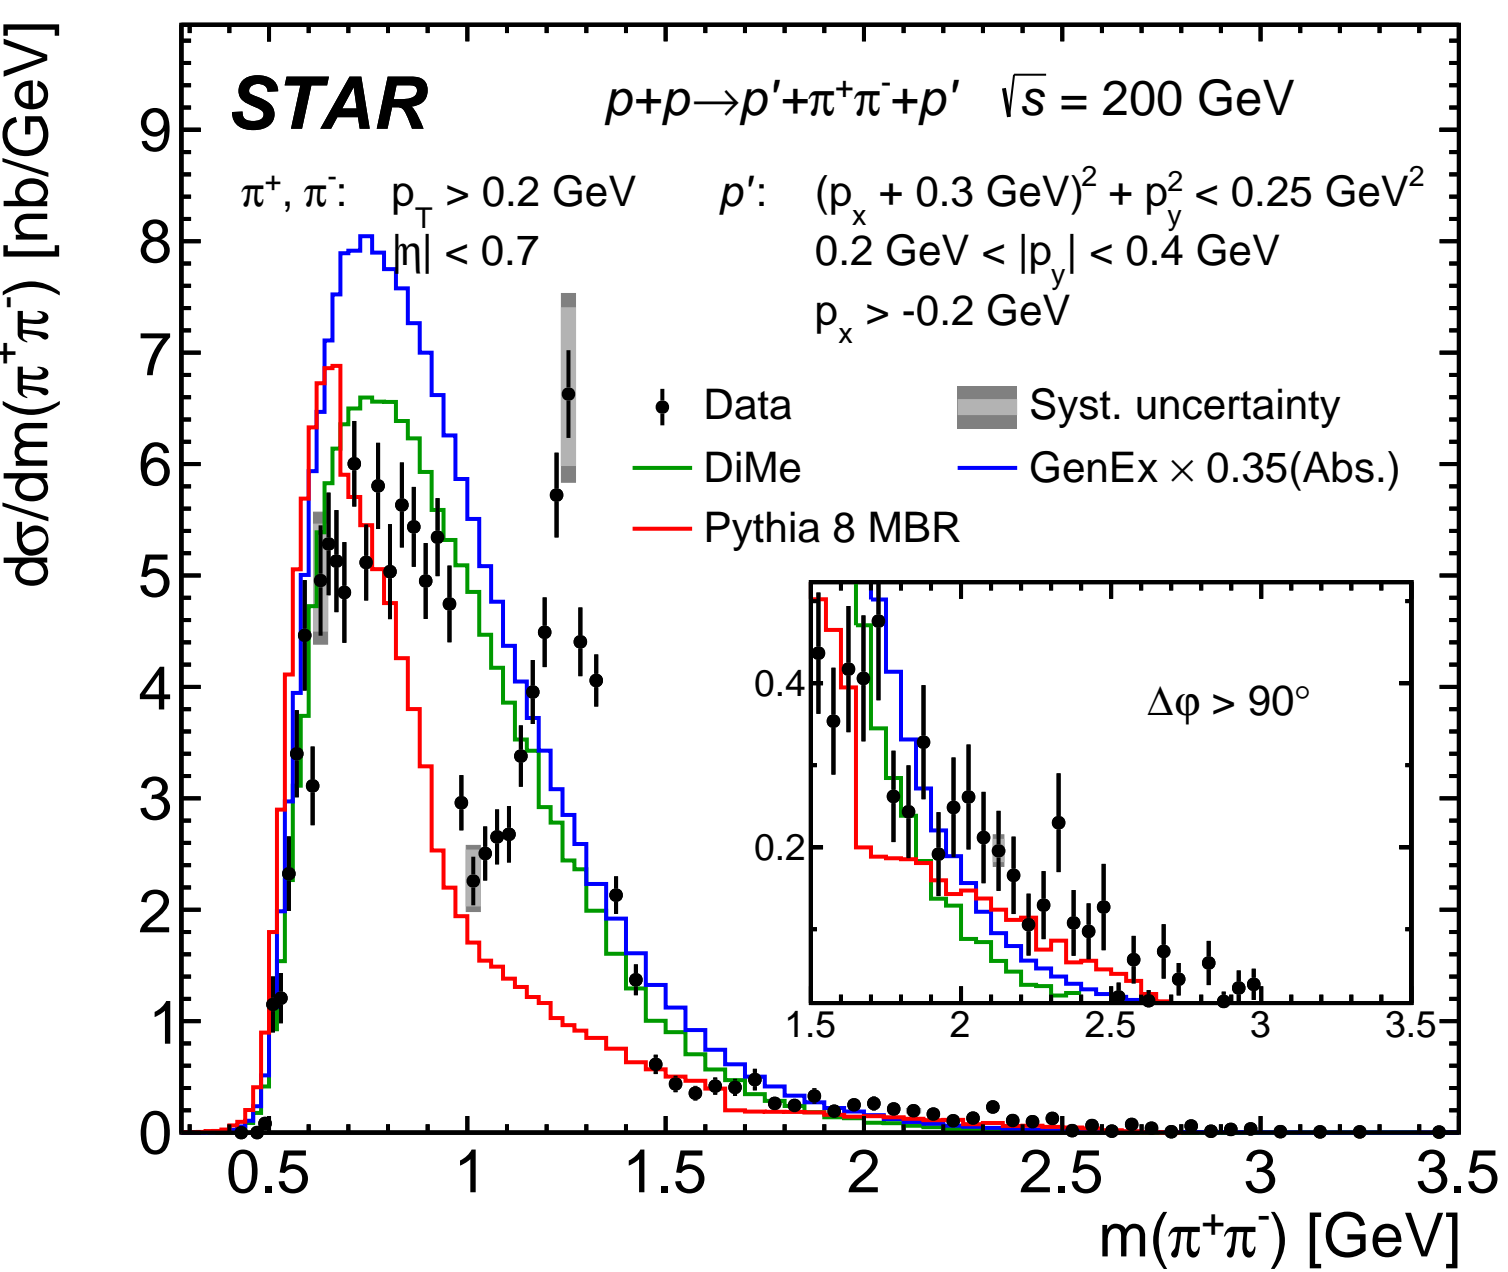 STAR
p+p→p′+π⁺π⁻+p′ √s = 200 GeV
π⁺, π⁻: p_T > 0.2 GeV
|η| < 0.7
p′: (p_x + 0.3 GeV)² + p_y² < 0.25 GeV²
0.2 GeV < |p_y| < 0.4 GeV
p_x > -0.2 GeV
Data
Syst. uncertainty
DiMe
GenEx × 0.35(Abs.)
Pythia 8 MBR
Δφ > 90°
0.4
0.2
1.5 2 2.5 3 3.5
dσ/dm(π⁺π⁻) [nb/GeV]
9
8
7
6
5
4
3
2
1
0
0.5 1 1.5 2 2.5 3 3.5
m(π⁺π⁻) [GeV]